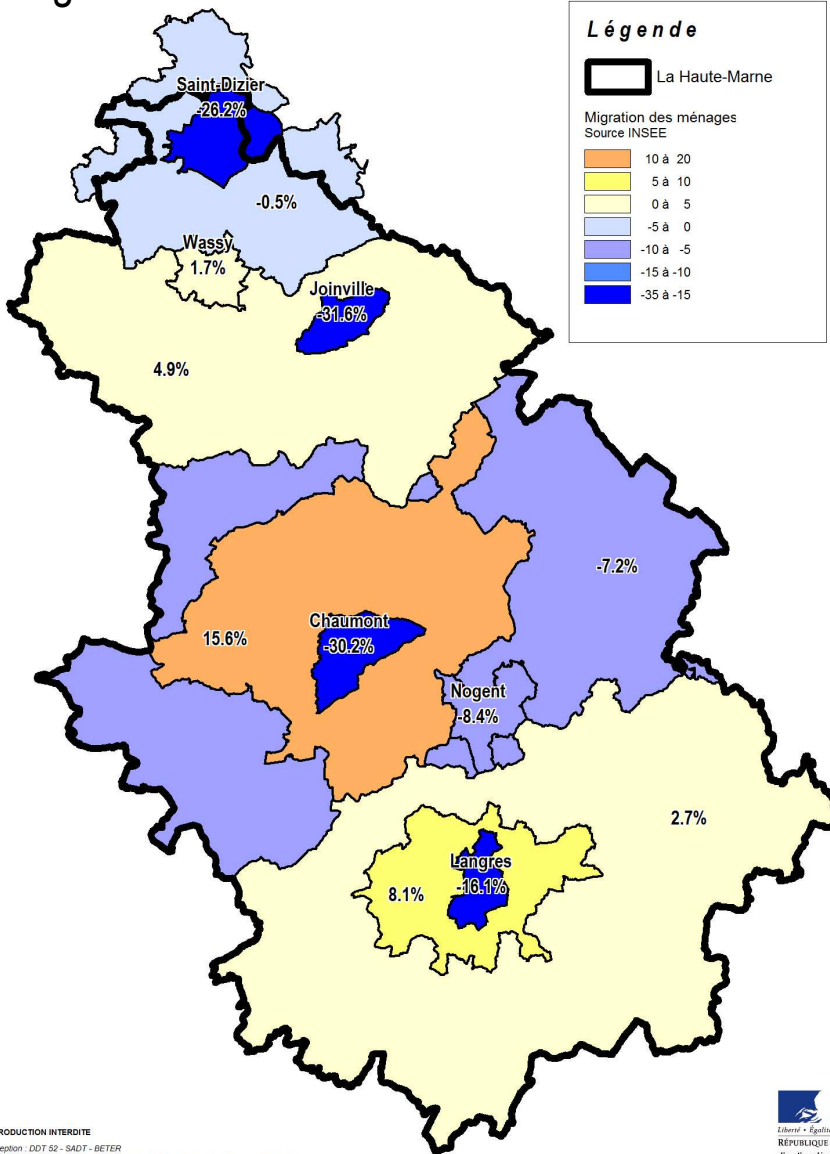 Légende
La Haute-Marne
Migration des ménages
Source INSEE
10 à 20
5 à 10
0 à 5
-5 à 0
-10 à -5
-15 à -10
-35 à -15
Saint-Dizier
-26.2%
-0.5%
Wassy
1.7%
Joinville
-31.6%
4.9%
-7.2%
Chaumont
15.6%
-30.2%
Nogent
-8.4%
2.7%
Langres
8.1%
-16.1%
RODUCTION INTERDITE
eption : DDT 52 - SADT - BETER
Liberté • Égalité
RÉPUBLIQUE